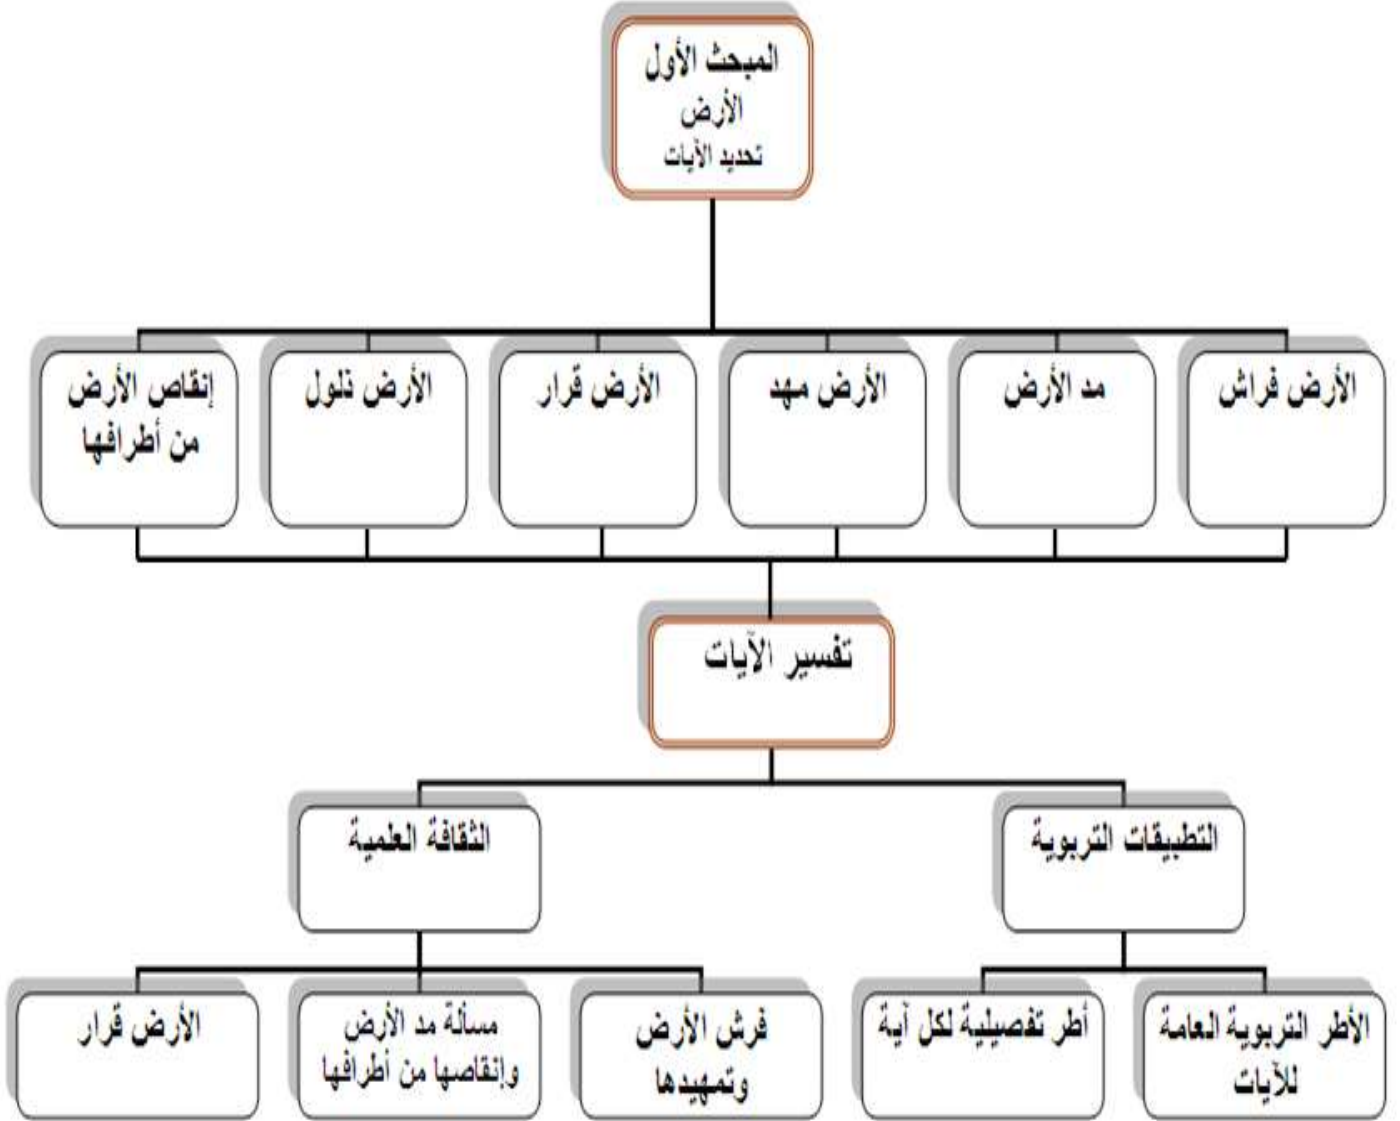 المبحث الأول
الأرض
تحديد الآيات
الأرض فراش
مد الأرض
الأرض مهد
الأرض قرار
الأرض ذلول
إنقاص الأرض
من أطرافها
تفسير الآيات
التطبيقات التربوية
الثقافة العلمية
الأطر التربوية العامة
للآيات
أطر تفصيلية لكل آية
فرش الأرض
وتمهيدها
مسألة مد الأرض
وإنقاصها من أطرافها
الأرض قرار